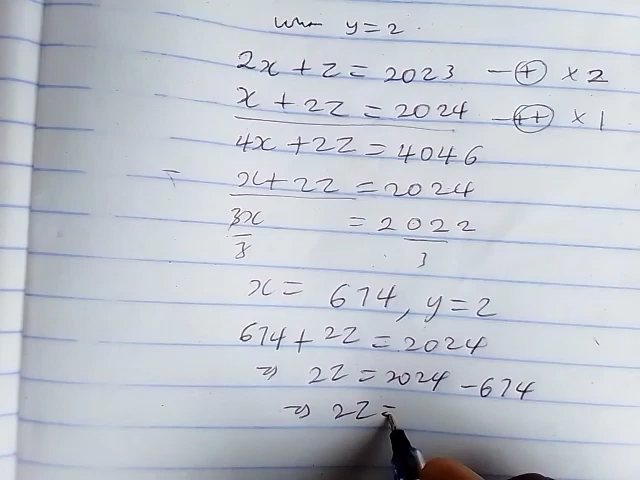 when y = 2.
2x + z = 2023 — (+) × 2
x + 2z = 2024 — (++) × 1
4x + 2z = 4046
= x + 2z = 2024
3x = 2022
3 3
x = 674, y = 2
674 + 2z = 2024
⇒ 2z = 2024 - 674
⇒ 2z =